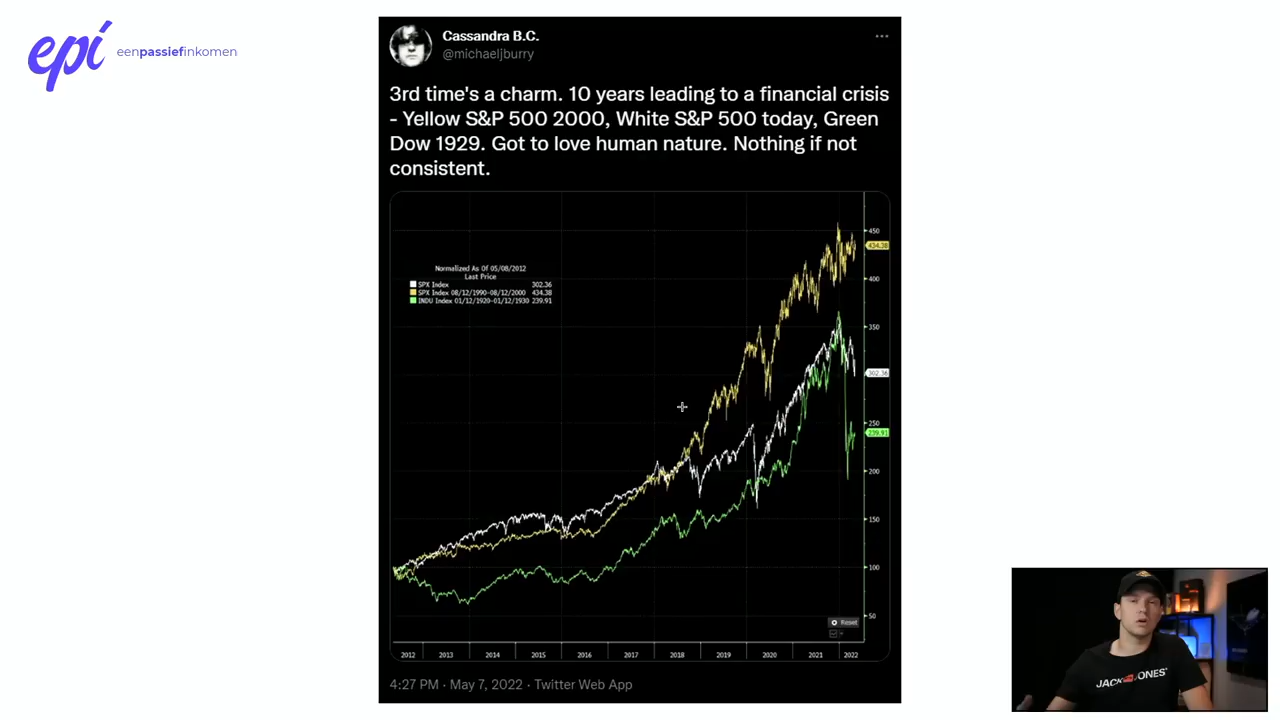 epi eenpassiefinkomen
Cassandra B.C.
@michaeljburry
3rd time's a charm. 10 years leading to a financial crisis
- Yellow S&P 500 2000, White S&P 500 today, Green
Dow 1929. Got to love human nature. Nothing if not
consistent.
Normalized As Of 05/08/2012
Last Price
SPX Index 302.36
SPX Index 08/12/1990-08/12/2000 434.38
INDU Index 01/12/1920-01/12/1930 239.91
450
434.38
400
350
302.36
250
239.91
200
150
100
50
Reset
2012 2013 2014 2015 2016 2017 2018 2019 2020 2021 2022
4:27 PM · May 7, 2022 · Twitter Web App
JACK JONES